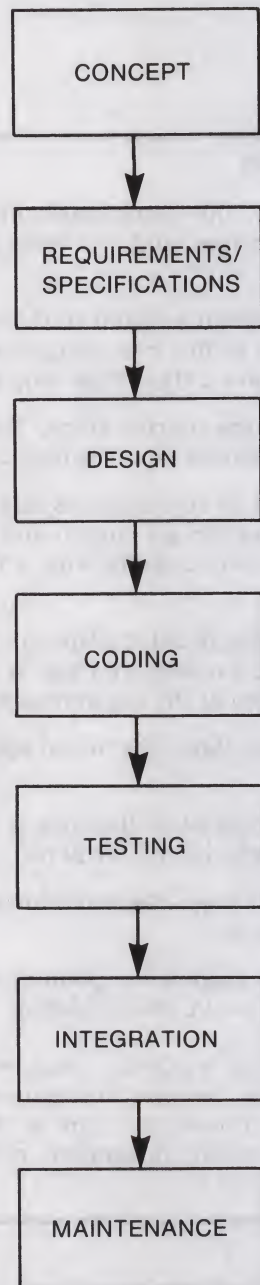 CONCEPT
REQUIREMENTS/
SPECIFICATIONS
DESIGN
CODING
TESTING
INTEGRATION
MAINTENANCE